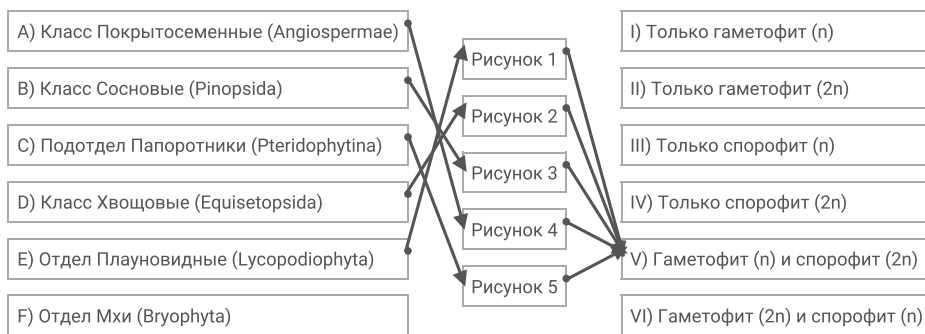 A) Класс Покрытосеменные (Angiospermae)
B) Класс Сосновые (Pinopsida)
C) Подотдел Папоротники (Pteridophytina)
D) Класс Хвощовые (Equisetopsida)
E) Отдел Плауновидные (Lycopodiophyta)
F) Отдел Мхи (Bryophyta)
Рисунок 1
Рисунок 2
Рисунок 3
Рисунок 4
Рисунок 5
I) Только гаметофит (n)
II) Только гаметофит (2n)
III) Только спорофит (n)
IV) Только спорофит (2n)
V) Гаметофит (n) и спорофит (2n)
VI) Гаметофит (2n) и спорофит (n)